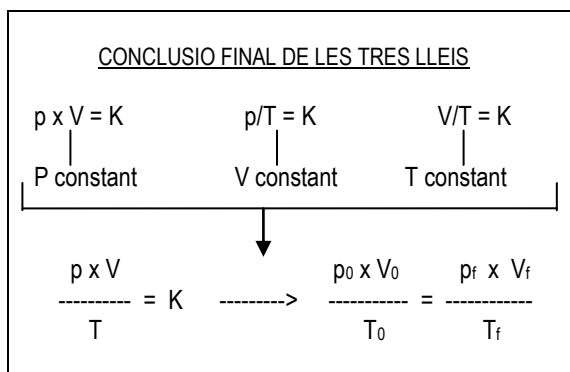 CONCLUSIO FINAL DE LES TRES LLEIS
p x V = K p/T = K V/T = K
P constant V constant T constant
p x V p₀ x V₀ pf x Vf
---------- = K ---------> ----------- = ------------
T T₀ Tf